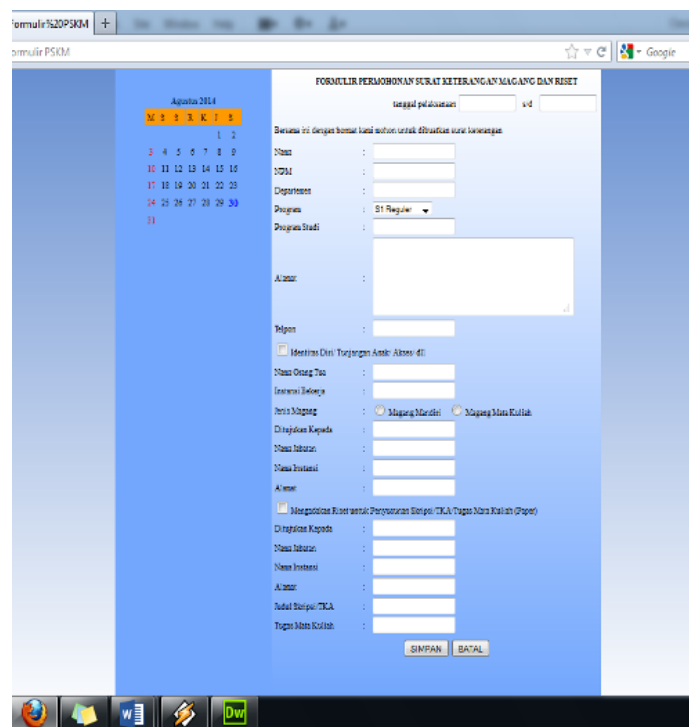 Formulir%20PSKM +
ormulir PSKM
Google
FORMULIR PERMOHONAN SURAT KETERANGAN MAGANG DAN RISET
tanggal pelaksanaan s/d
Agustus 2014
M S S R K J S
1 2
3 4 5 6 7 8 9
10 11 12 13 14 15 16
17 18 19 20 21 22 23
24 25 26 27 28 29 30
31
Bersama ini dengan hormat kami mohon untuk dibuatkan surat keterangan
Nama :
NPM :
Departemen :
Program : S1 Reguler
Program Studi :
Alamat :
Telpon :
Identitas Diri/ Tunjangan Anak/ Akses/ dll
Nama Orang Tua :
Instansi Bekerja :
Jenis Magang : Magang Mandiri Magang Mata Kuliah
Ditujukan Kepada :
Nama Jabatan :
Nama Instansi :
Alamat :
Mengadakan Riset untuk Penyusunan Skripsi/TKA/Tugas Mata Kuliah (Paper)
Ditujukan Kepada :
Nama Jabatan :
Nama Instansi :
Alamat :
Judul Skripsi/TKA :
Tugas Mata Kuliah :
SIMPAN BATAL
W
Dw